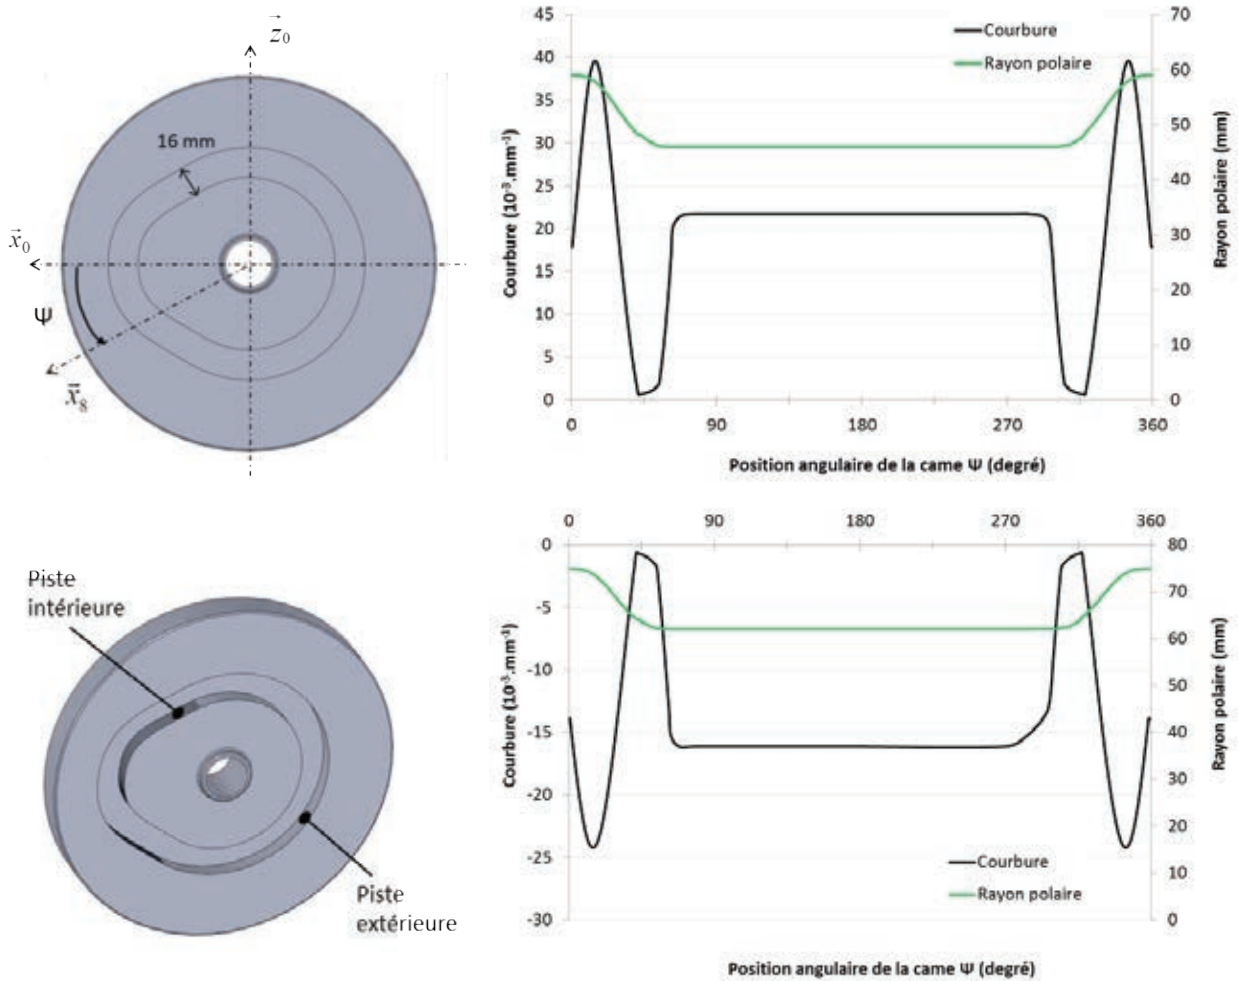 z₀
16 mm
x₀
Ψ
x₈
45
40
35
30
25
20
15
10
5
0
Courbure (10⁻³.mm⁻¹)
Courbure
Rayon polaire
70
60
50
40
30
20
10
0
Rayon polaire (mm)
0 90 180 270 360
Position angulaire de la came Ψ (degré)
Piste
intérieure
Piste
extérieure
0 90 180 270 360
0
-5
-10
-15
-20
-25
-30
Courbure (10⁻³.mm⁻¹)
Courbure
Rayon polaire
80
70
60
50
40
30
20
10
0
Rayon polaire (mm)
Position angulaire de la came Ψ (degré)